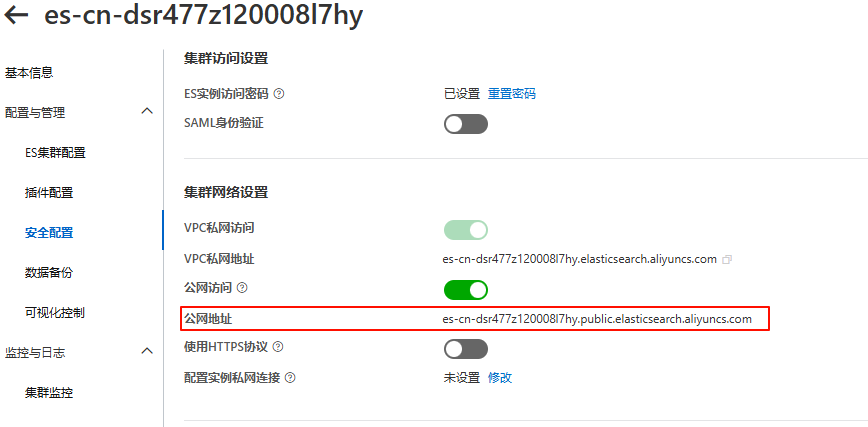 es-cn-dsr477z120008l7hy
基本信息
配置与管理
ES集群配置
插件配置
安全配置
数据备份
可视化控制
监控与日志
集群监控
集群访问设置
ES实例访问密码 已设置 重置密码
SAML身份验证
集群网络设置
VPC私网访问
VPC私网地址 es-cn-dsr477z120008l7hy.elasticsearch.aliyuncs.com
公网访问
公网地址 es-cn-dsr477z120008l7hy.public.elasticsearch.aliyuncs.com
使用HTTPS协议
配置实例私网连接 未设置 修改